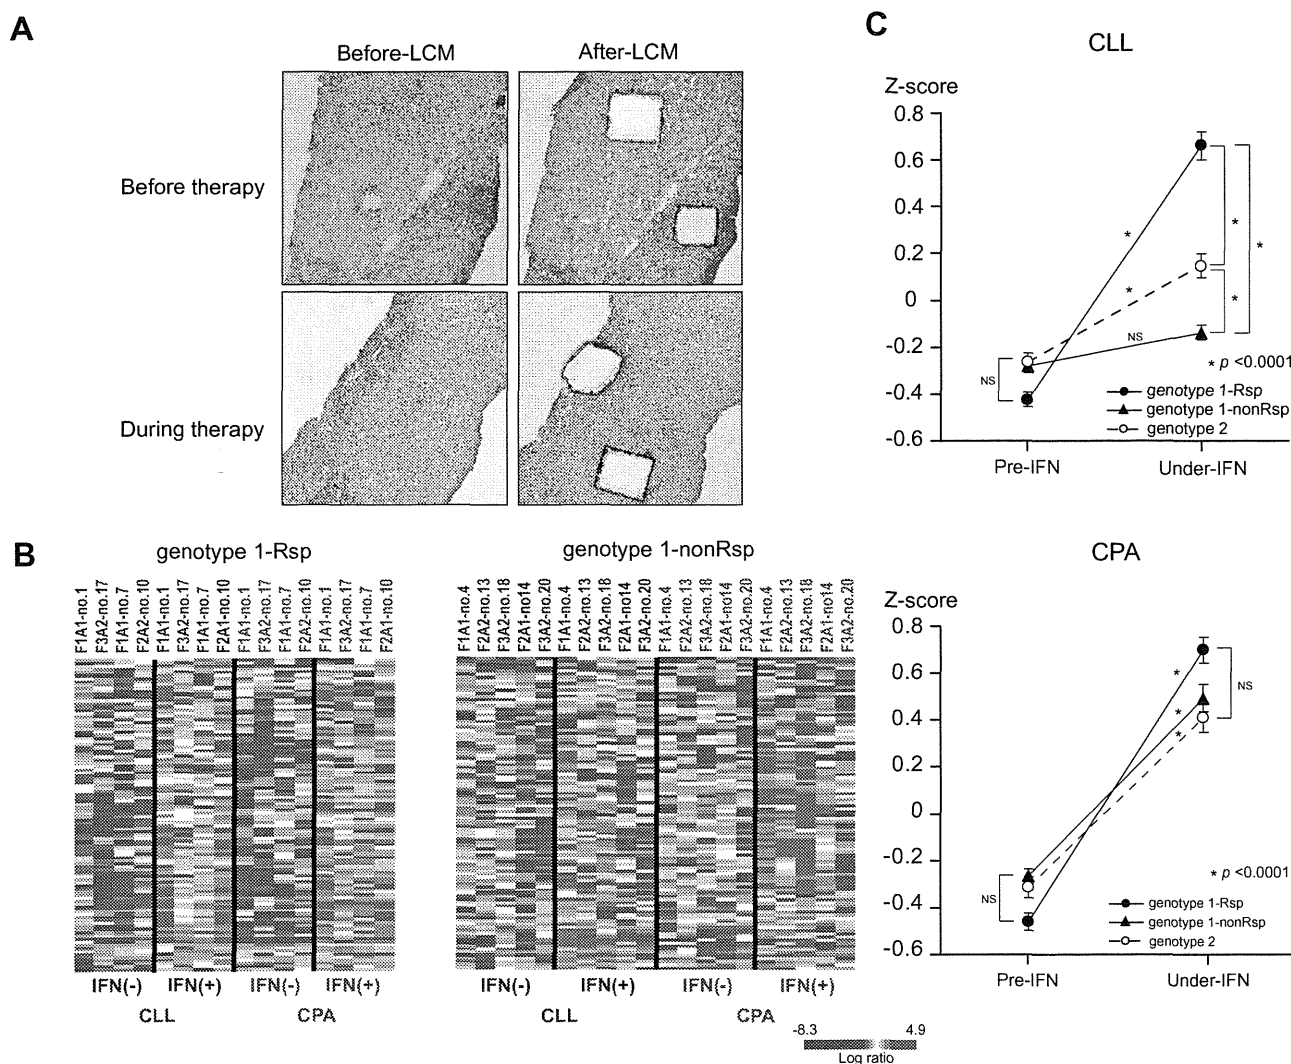 A
Before-LCM
After-LCM
Before therapy
During therapy
B
genotype 1-Rsp
F1A1-no.1
F3A2-no.17
F1A1-no.7
F2A2-no.10
F1A1-no.1
F3A2-no.17
F1A1-no.7
F2A1-no.10
F1A1-no.1
F3A2-no.17
F1A1-no.7
F2A2-no.10
F1A1-no.1
F3A2-no.17
F1A1-no.7
F2A1-no.10
IFN(-)
IFN(+)
IFN(-)
IFN(+)
CLL
CPA
genotype 1-nonRsp
F1A1-no.4
F2A2-no.13
F3A2-no.18
F2A1-no14
F3A2-no.20
F1A1-no.4
F2A2-no.13
F3A2-no.18
F2A1-no14
F3A2-no.20
F1A1-no.4
F2A2-no.13
F3A2-no.18
F2A1-no14
F3A2-no.20
F1A1-no.4
F2A2-no.13
F3A2-no.18
F2A1-no14
F3A2-no.20
IFN(-)
IFN(+)
IFN(-)
IFN(+)
CLL
CPA
-8.3
4.9
Log ratio
C
CLL
Z-score
0.8
0.6
0.4
0.2
0
-0.2
-0.4
-0.6
*
*
NS
NS
*
*
*
* p <0.0001
genotype 1-Rsp
genotype 1-nonRsp
genotype 2
Pre-IFN
Under-IFN
CPA
Z-score
0.8
0.6
0.4
0.2
0
-0.2
-0.4
-0.6
*
*
*
NS
NS
* p <0.0001
genotype 1-Rsp
genotype 1-nonRsp
genotype 2
Pre-IFN
Under-IFN